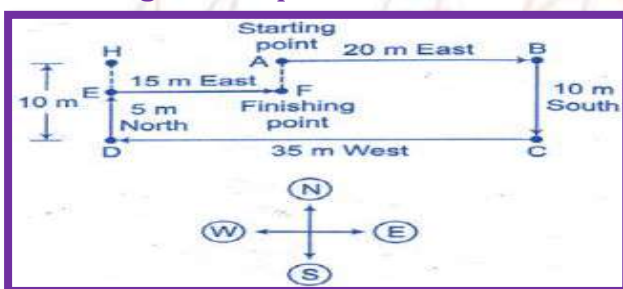 Starting
point
H
A
20 m East
B
15 m East
E
F
10 m
10 m
South
5 m
North
Finishing
point
D
35 m West
C
N
W
E
S